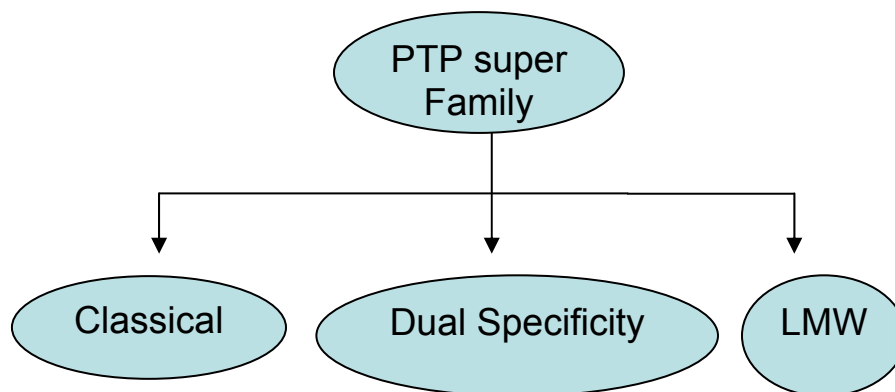 PTP super
Family
Classical
Dual Specificity
LMW